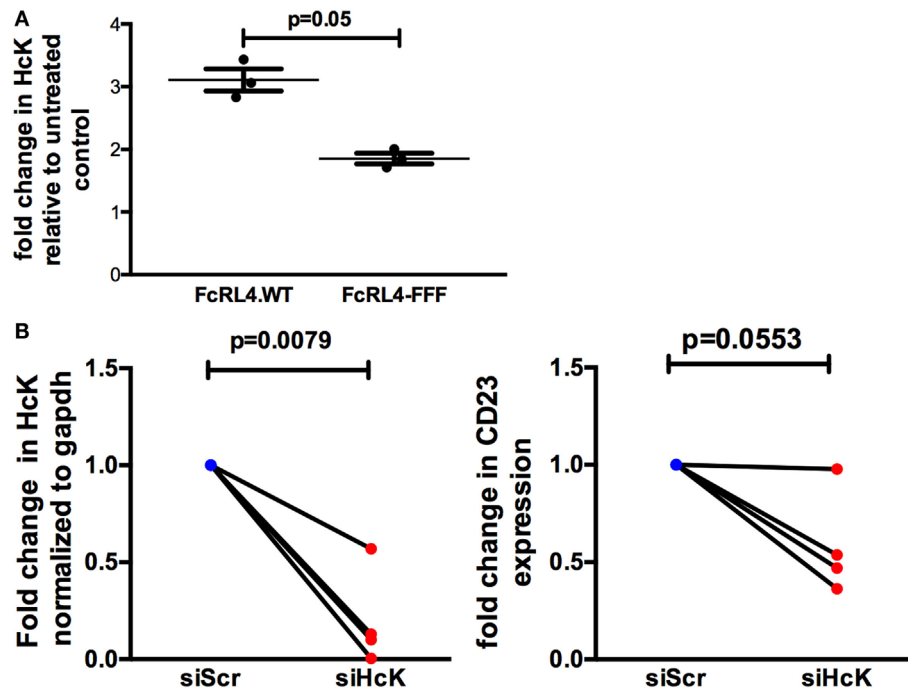 A
p=0.05
fold change in HcK
relative to untreated
control
4
3
2
1
0
FcRL4.WT
FcRL4-FFF
B
p=0.0079
Fold change in HcK
normalized to gapdh
1.5
1.0
0.5
0.0
siScr
siHcK
p=0.0553
fold change in CD23
expression
1.5
1.0
0.5
0.0
siScr
siHcK